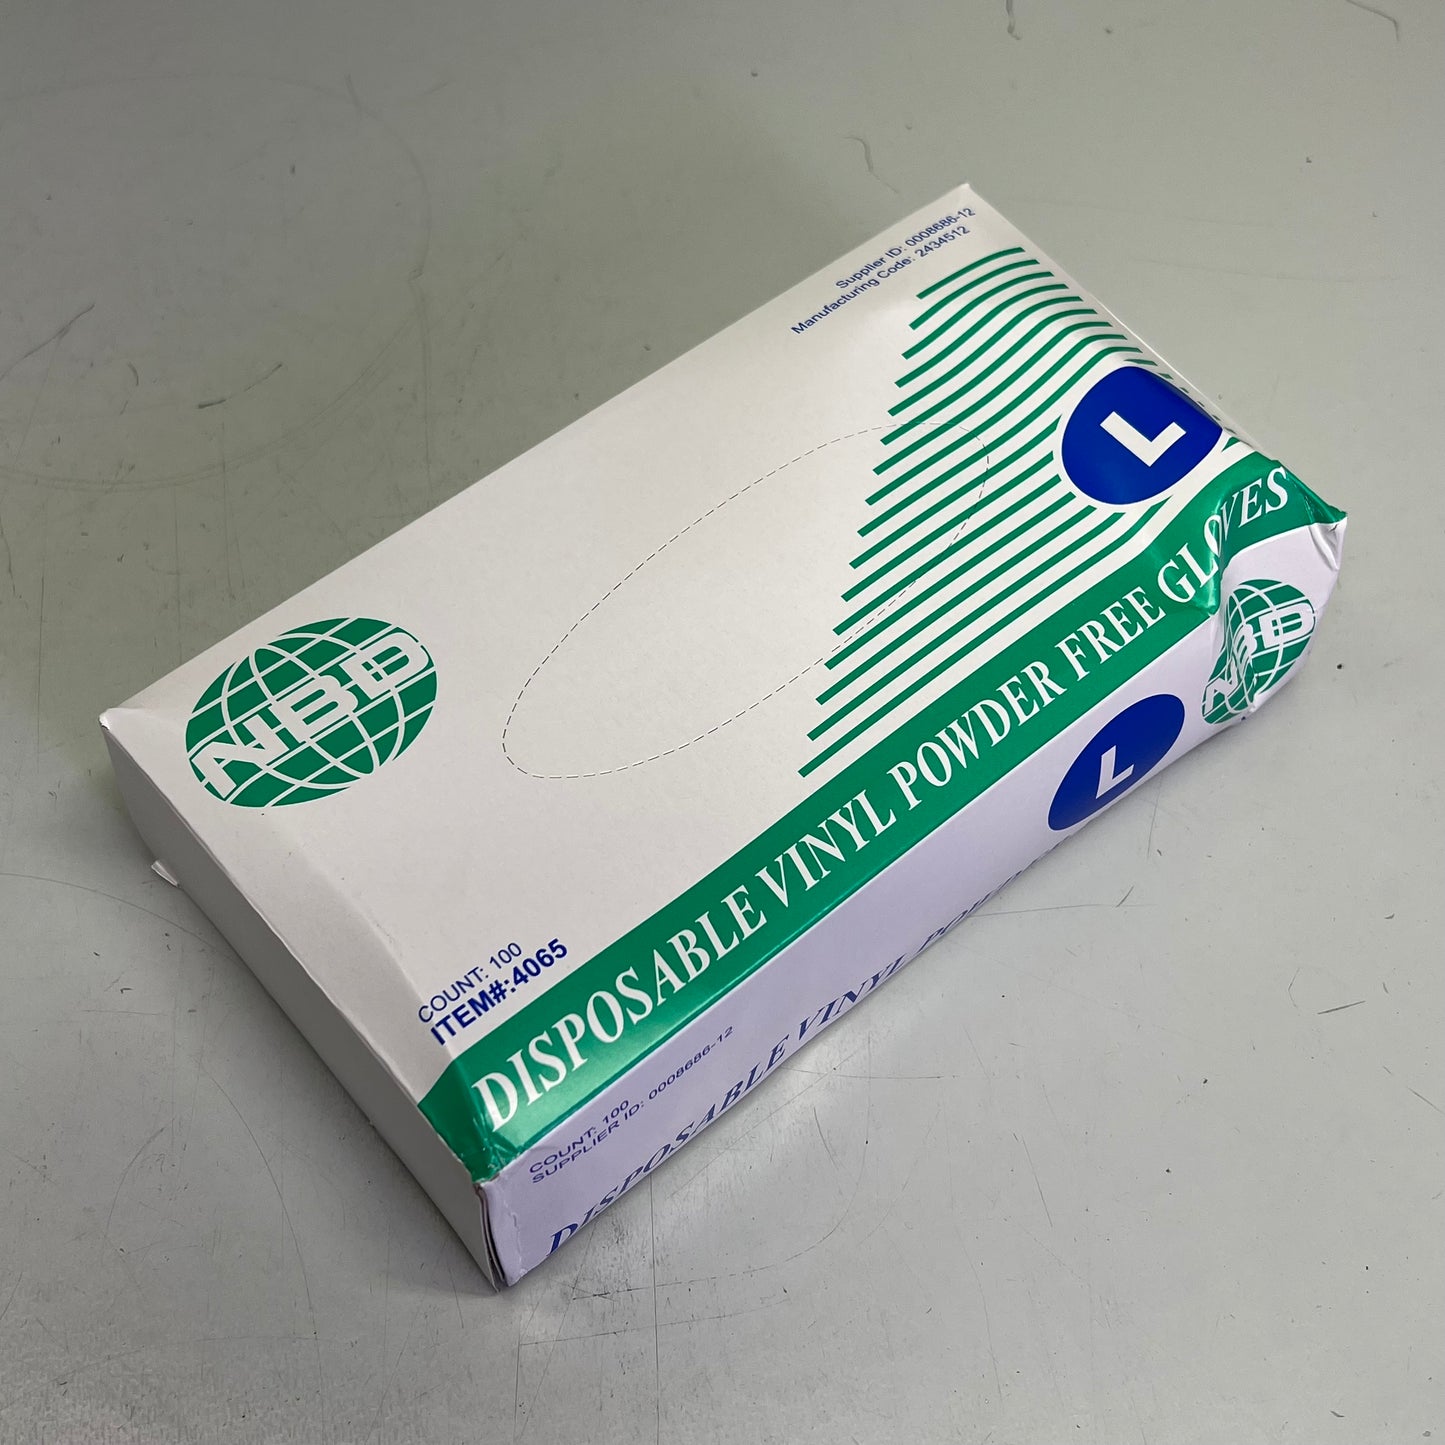 Supplier ID: 0008686-12
Manufacturing Code: 2434512
L
NBD
COUNT: 100
ITEM#:4065
DISPOSABLE VINYL POWDER FREE GLOVES
NBD
L
COUNT: 100
SUPPLIER ID: 0008686-12
DISPOSABLE VINYL